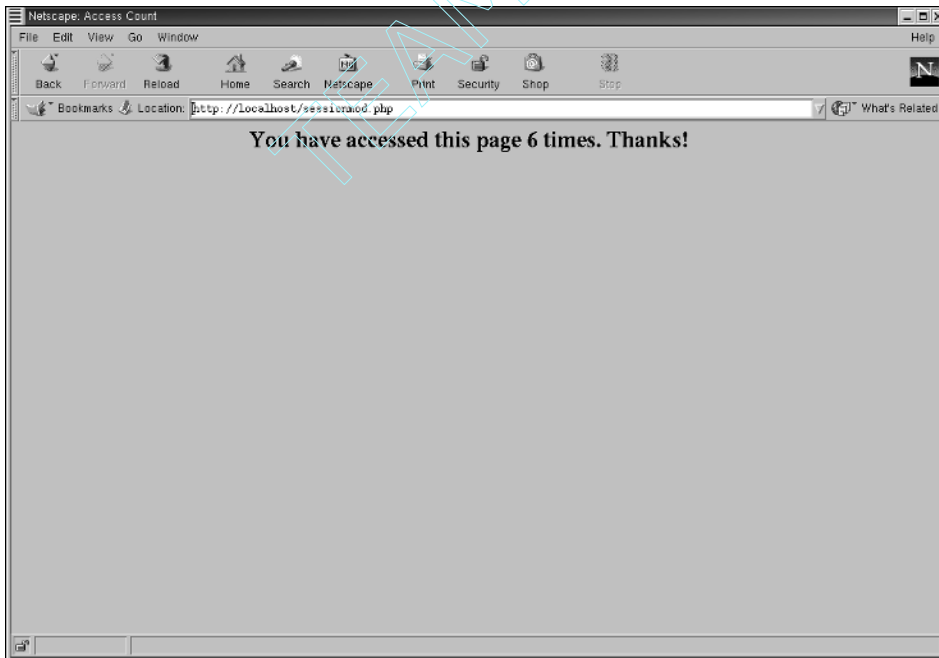 Netscape: Access Count
File Edit View Go Window Help
Back Forward Reload Home Search Netscape Print Security Shop Stop
Bookmarks Location: http://localhost/sessionmod.php What's Related
You have accessed this page 6 times. Thanks!